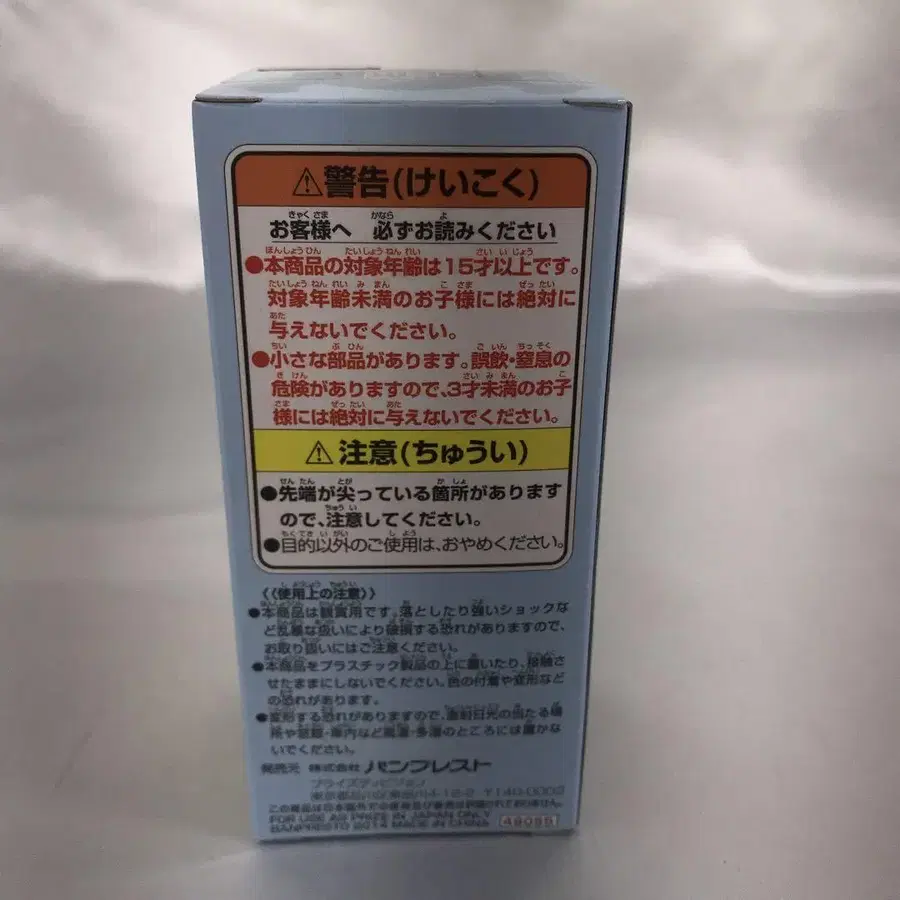 ⚠警告(けいこく)
お客様へ 必ずお読みください
●本商品の対象年齢は15才以上です。
対象年齢未満のお子様には絶対に
与えないでください。
●小さな部品があります。誤飲・窒息の
危険がありますので、3才未満のお子
様には絶対に与えないでください。
⚠注意(ちゅうい)
●先端が尖っている箇所があります
ので、注意してください。
●目的以外のご使用は、おやめください。
《使用上の注意》
●本商品は観賞用です。落としたり強いショックな
ど乱暴な扱いにより破損する恐れがありますので、
お取り扱いにはご注意ください。
●本商品をプラスチック製品の上に置いたり、接触さ
せたままにしないでください。色の付着や変形など
の恐れがあります。
●変形する恐れがありますので、直射日光の当たる場
所や窓際・車内など高温・多湿のところには置かな
いでください。
発売元 株式会社 バンプレスト
プライズディビジョン
東京都品川区東品川4-12-2 〒140-0002
FOR USE AS PRIZE IN JAPAN ONLY
BANPRESTO 2014 MADE IN CHINA